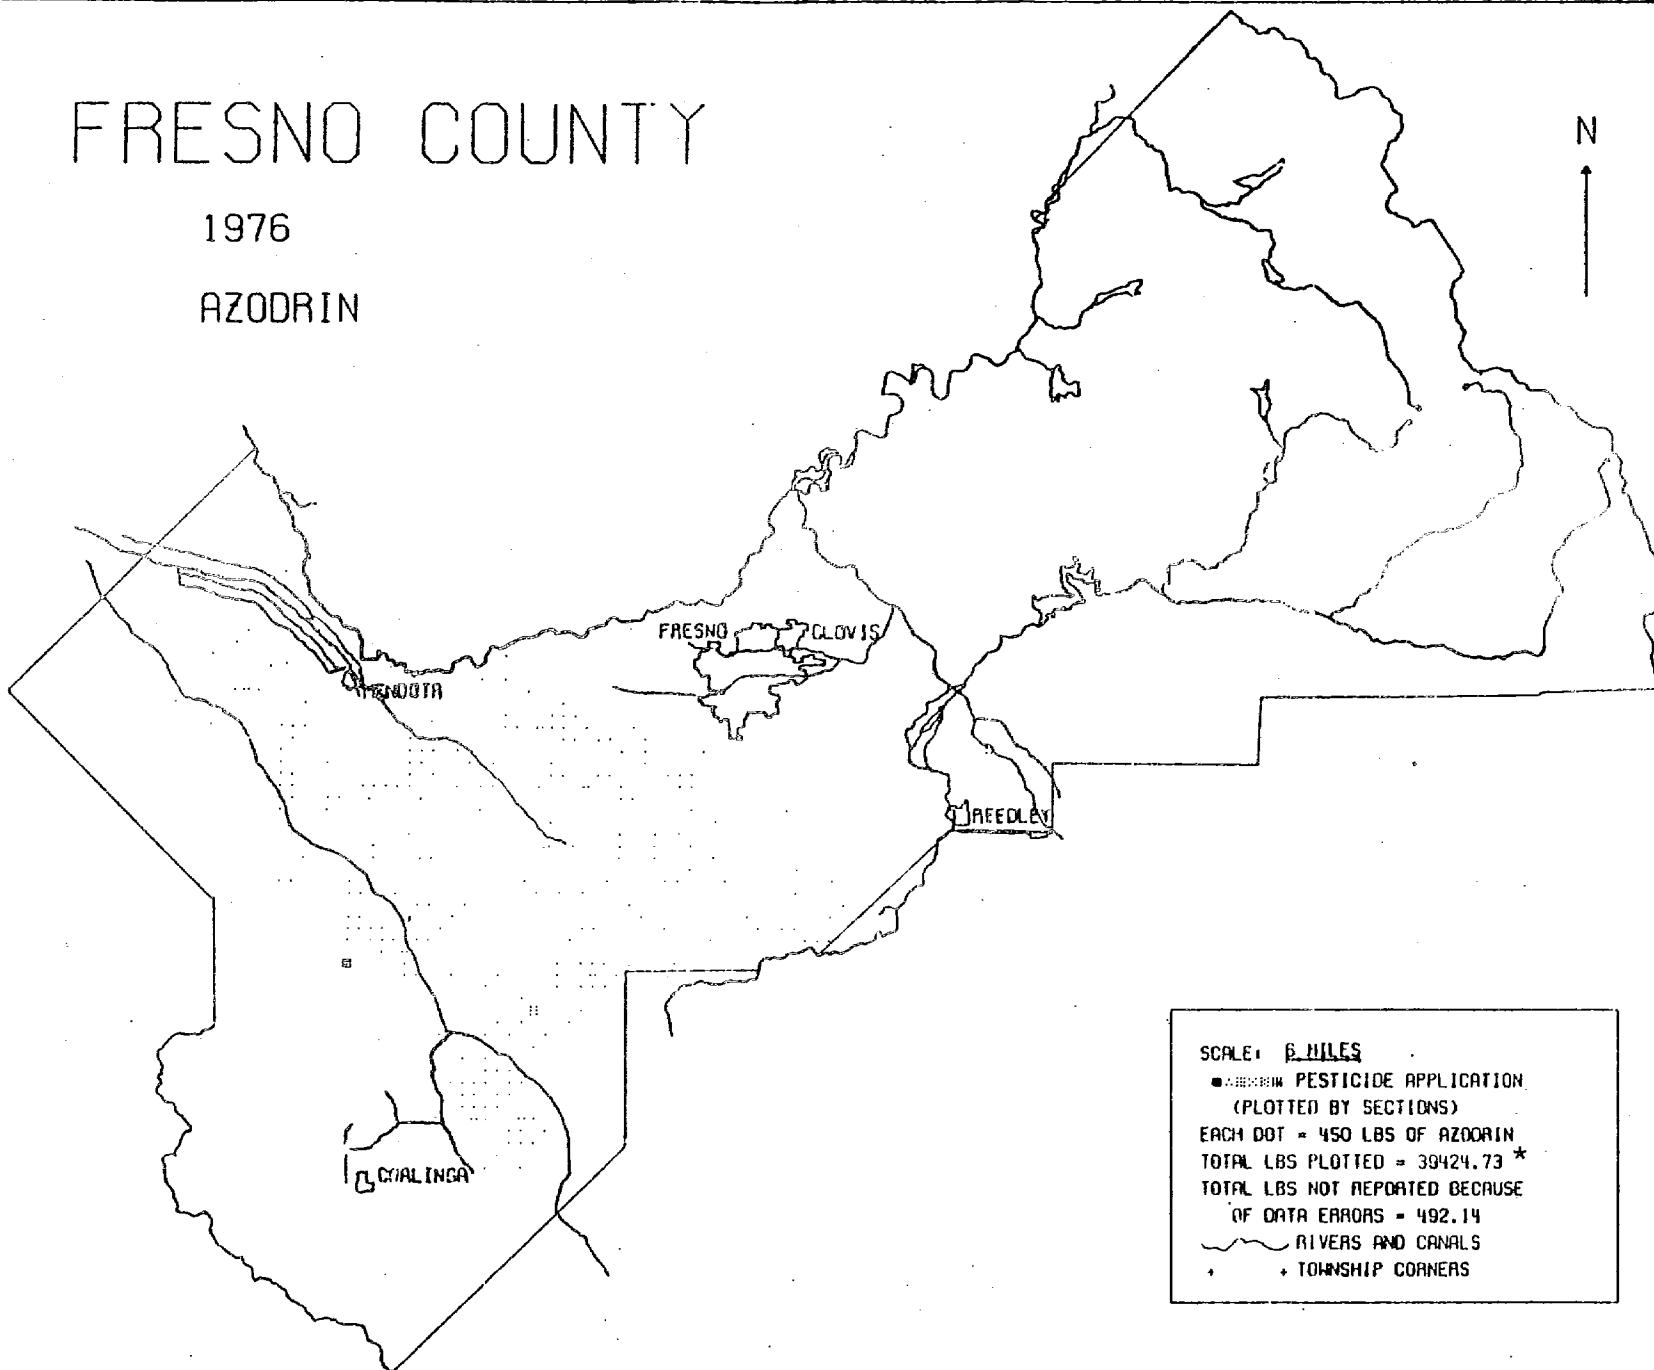 FRESNO COUNTY
N
1976
AZODRIN
FRESNO
CLOVIS
MENDOTA
REEDLEY
COALINGA
SCALE: 6 MILES
PESTICIDE APPLICATION
(PLOTTED BY SECTIONS)
EACH DOT = 450 LBS OF AZODRIN
TOTAL LBS PLOTTED = 39424.73 *
TOTAL LBS NOT REPORTED BECAUSE
OF DATA ERRORS = 492.14
RIVERS AND CANALS
+ + TOWNSHIP CORNERS